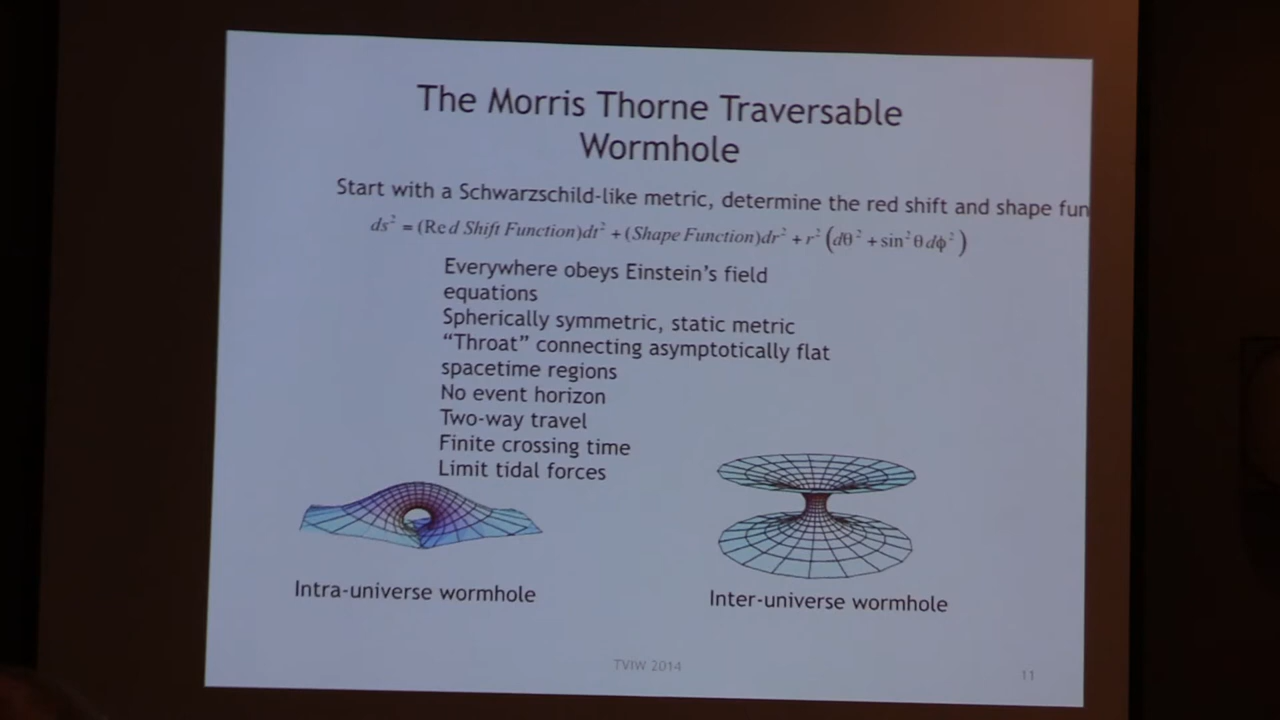 The Morris Thorne Traversable
Wormhole
Start with a Schwarzschild-like metric, determine the red shift and shape fun
ds² = (Red Shift Function)dt² + (Shape Function)dr² + r² (dθ² + sin²θ dϕ²)
Everywhere obeys Einstein's field
equations
Spherically symmetric, static metric
“Throat” connecting asymptotically flat
spacetime regions
No event horizon
Two-way travel
Finite crossing time
Limit tidal forces
Intra-universe wormhole
Inter-universe wormhole
TVIW 2014
11